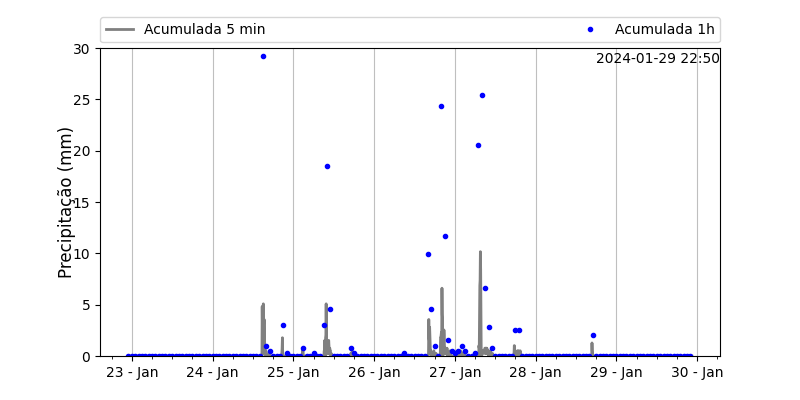 Acumulada 5 min
Acumulada 1h
2024-01-29 22:50
Precipitação (mm)
30
25
20
15
10
5
0
23 - Jan
24 - Jan
25 - Jan
26 - Jan
27 - Jan
28 - Jan
29 - Jan
30 - Jan